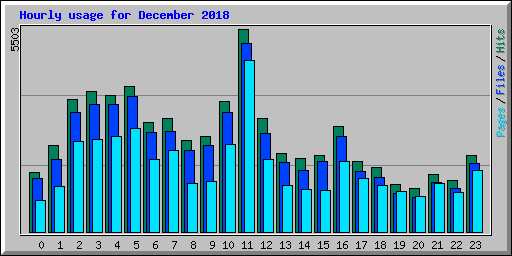 Hourly usage for December 2018
5503
Pages/Files/Hits
0 1 2 3 4 5 6 7 8 9 10 11 12 13 14 15 16 17 18 19 20 21 22 23